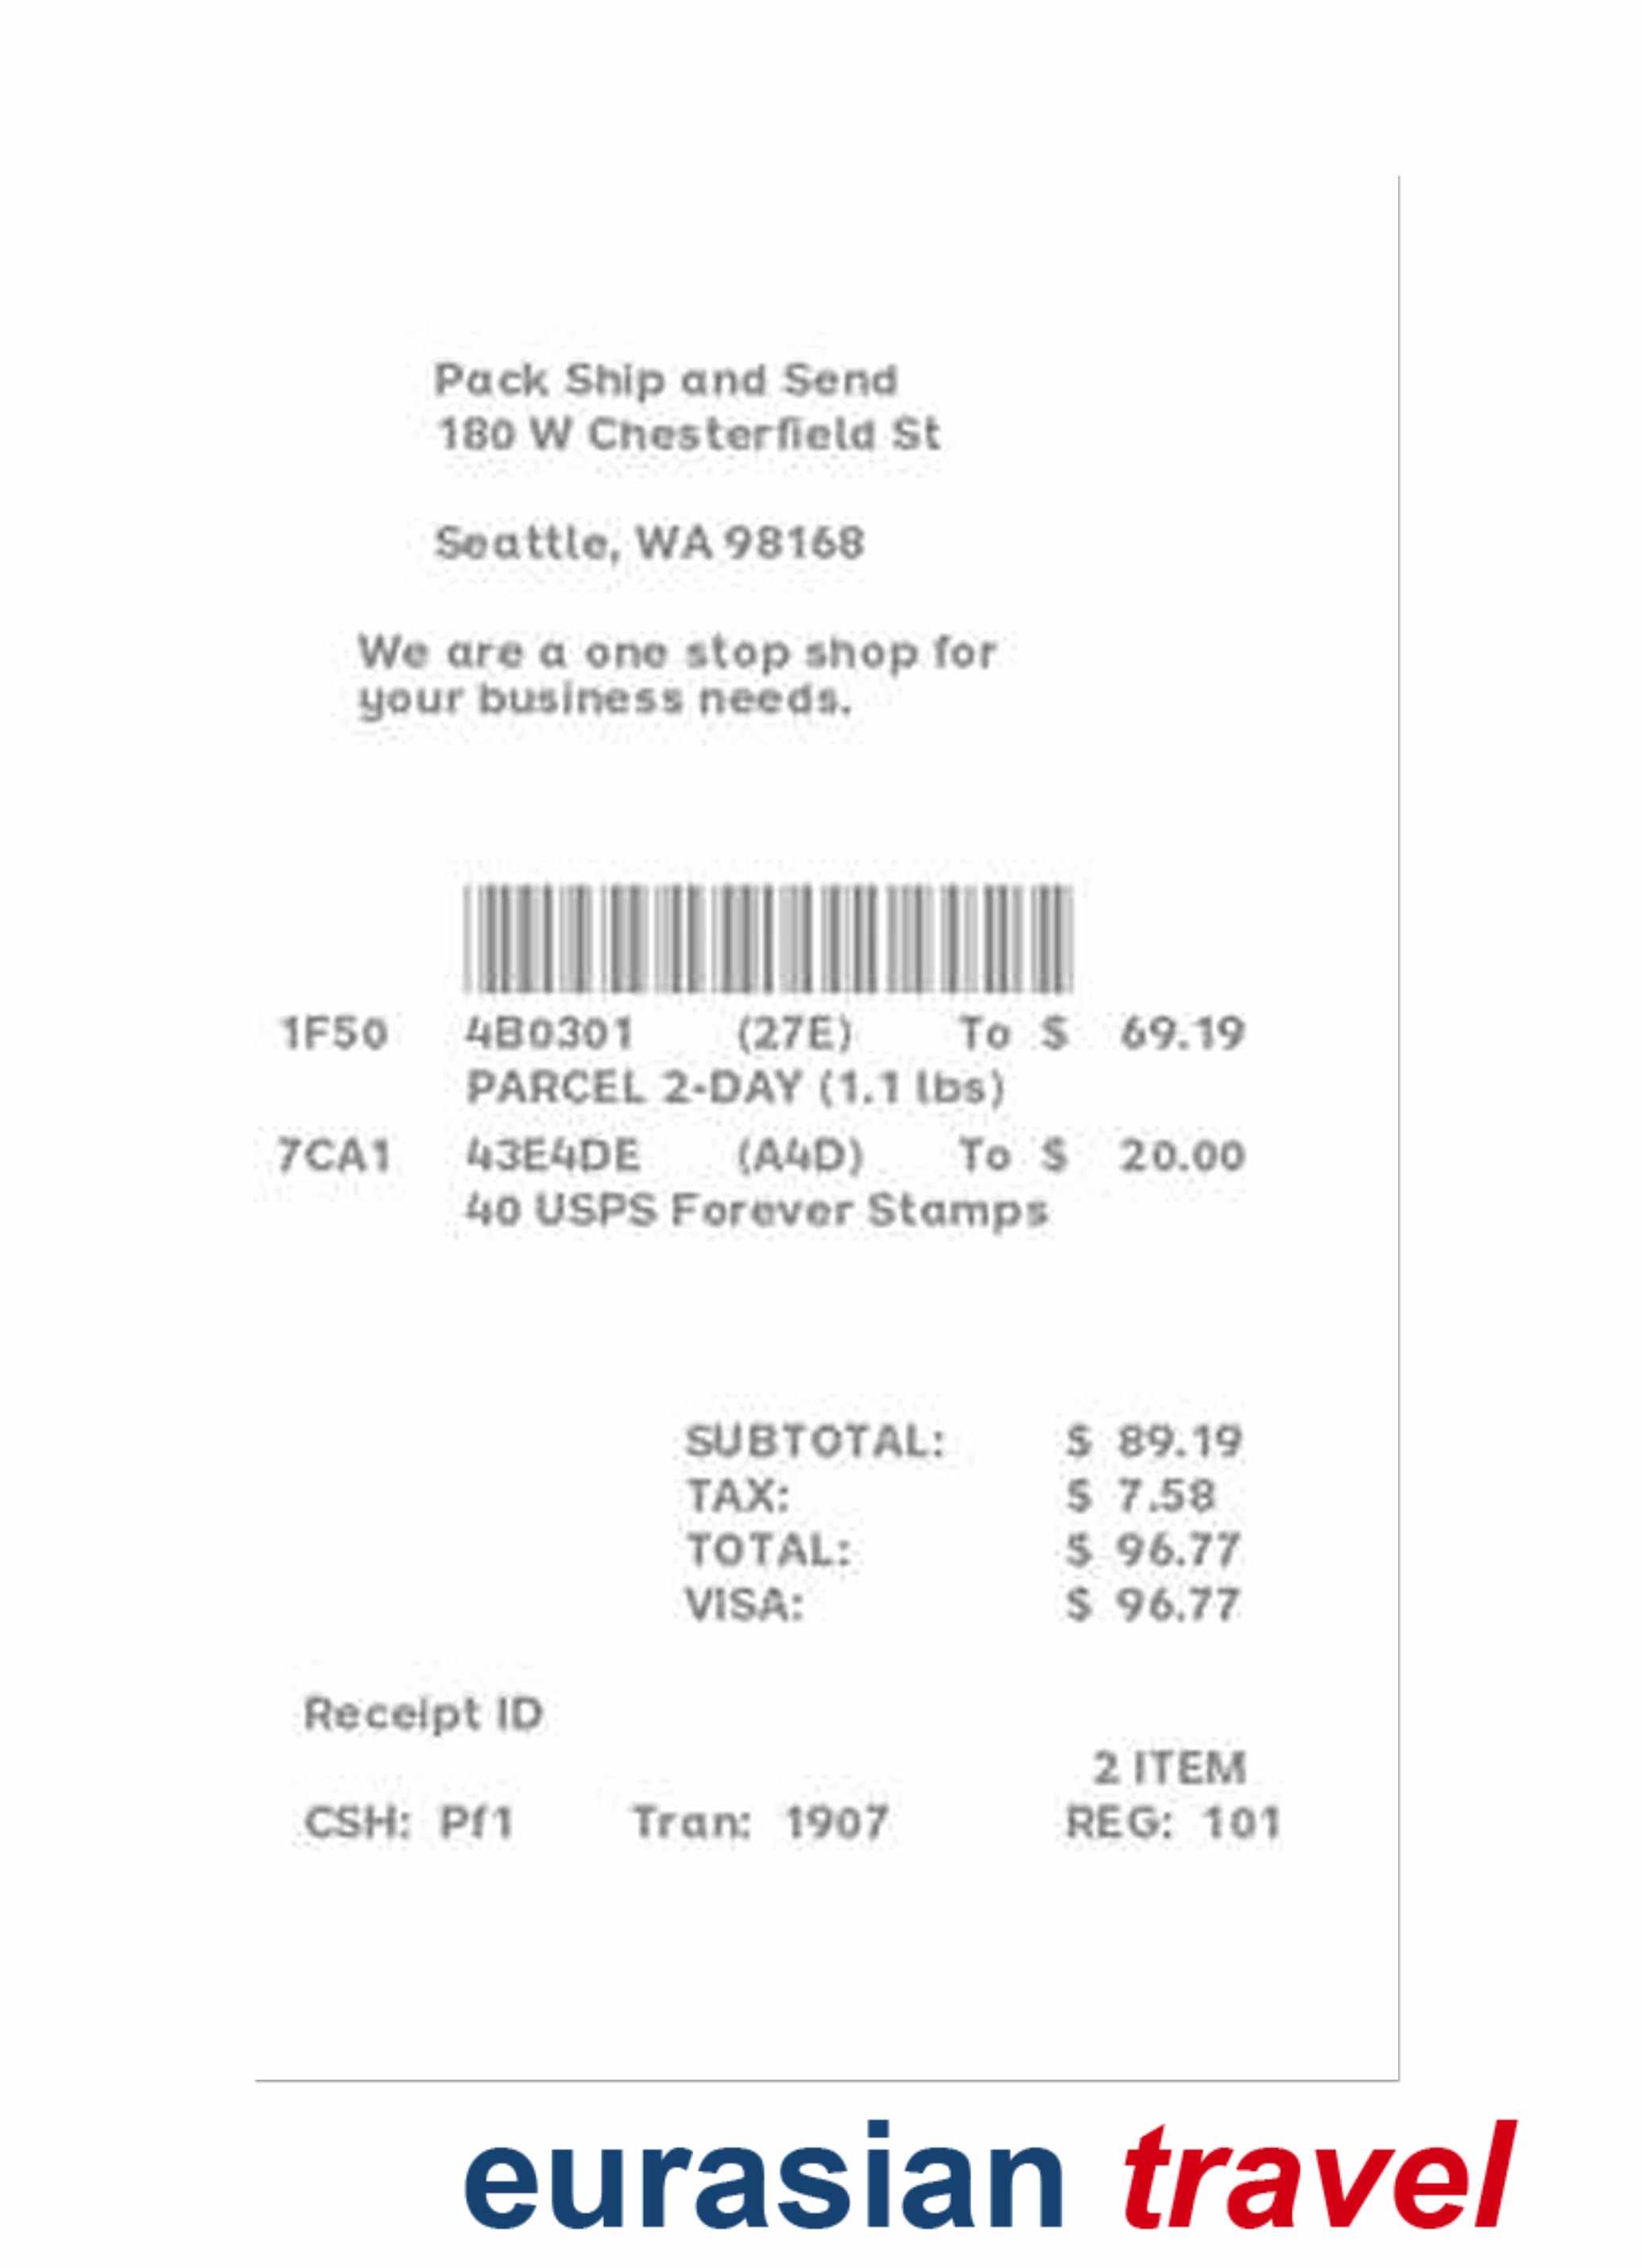 Pack Ship and Send
180 W Chesterfield St
Seattle, WA 98168
We are a one stop shop for
your business needs.
1F50 4B0301 (27E) To $ 69.19
PARCEL 2-DAY (1.1 lbs)
7CA1 43E4DE (A4D) To $ 20.00
40 USPS Forever Stamps
SUBTOTAL: $ 89.19
TAX: $ 7.58
TOTAL: $ 96.77
VISA: $ 96.77
Receipt ID
2 ITEM
CSH: Pf1 Tran: 1907 REG: 101
eurasian travel